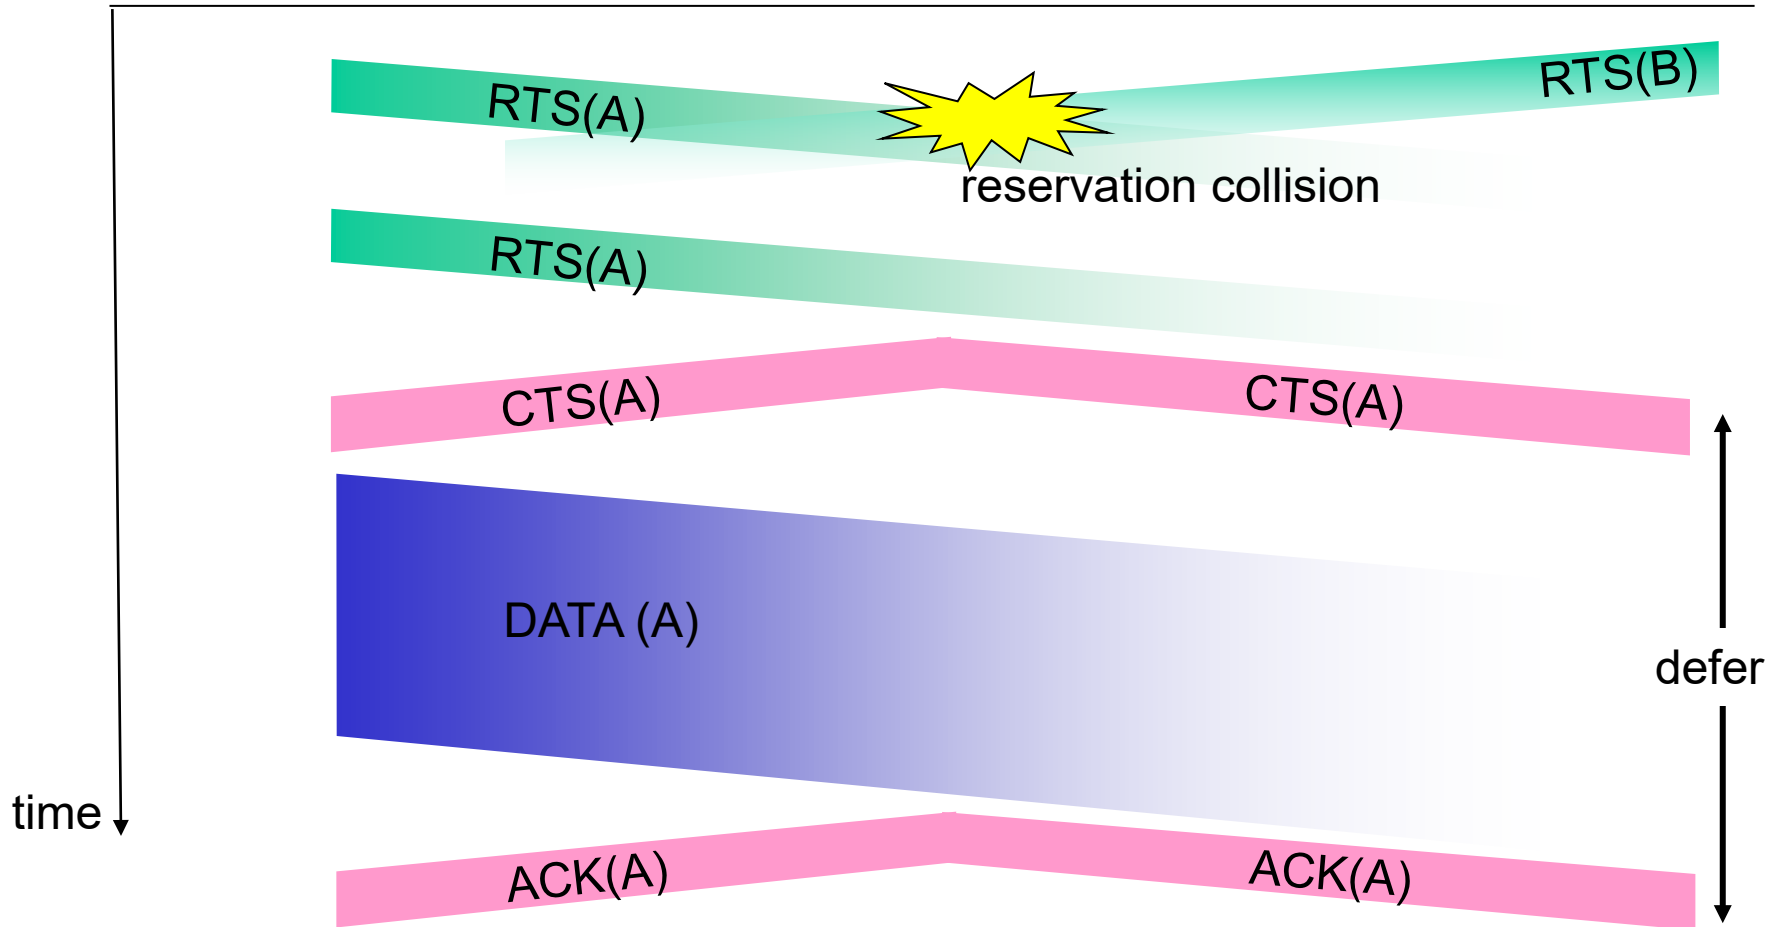 RTS(A)
RTS(B)
reservation collision
RTS(A)
CTS(A)
CTS(A)
DATA (A)
defer
time
ACK(A)
ACK(A)